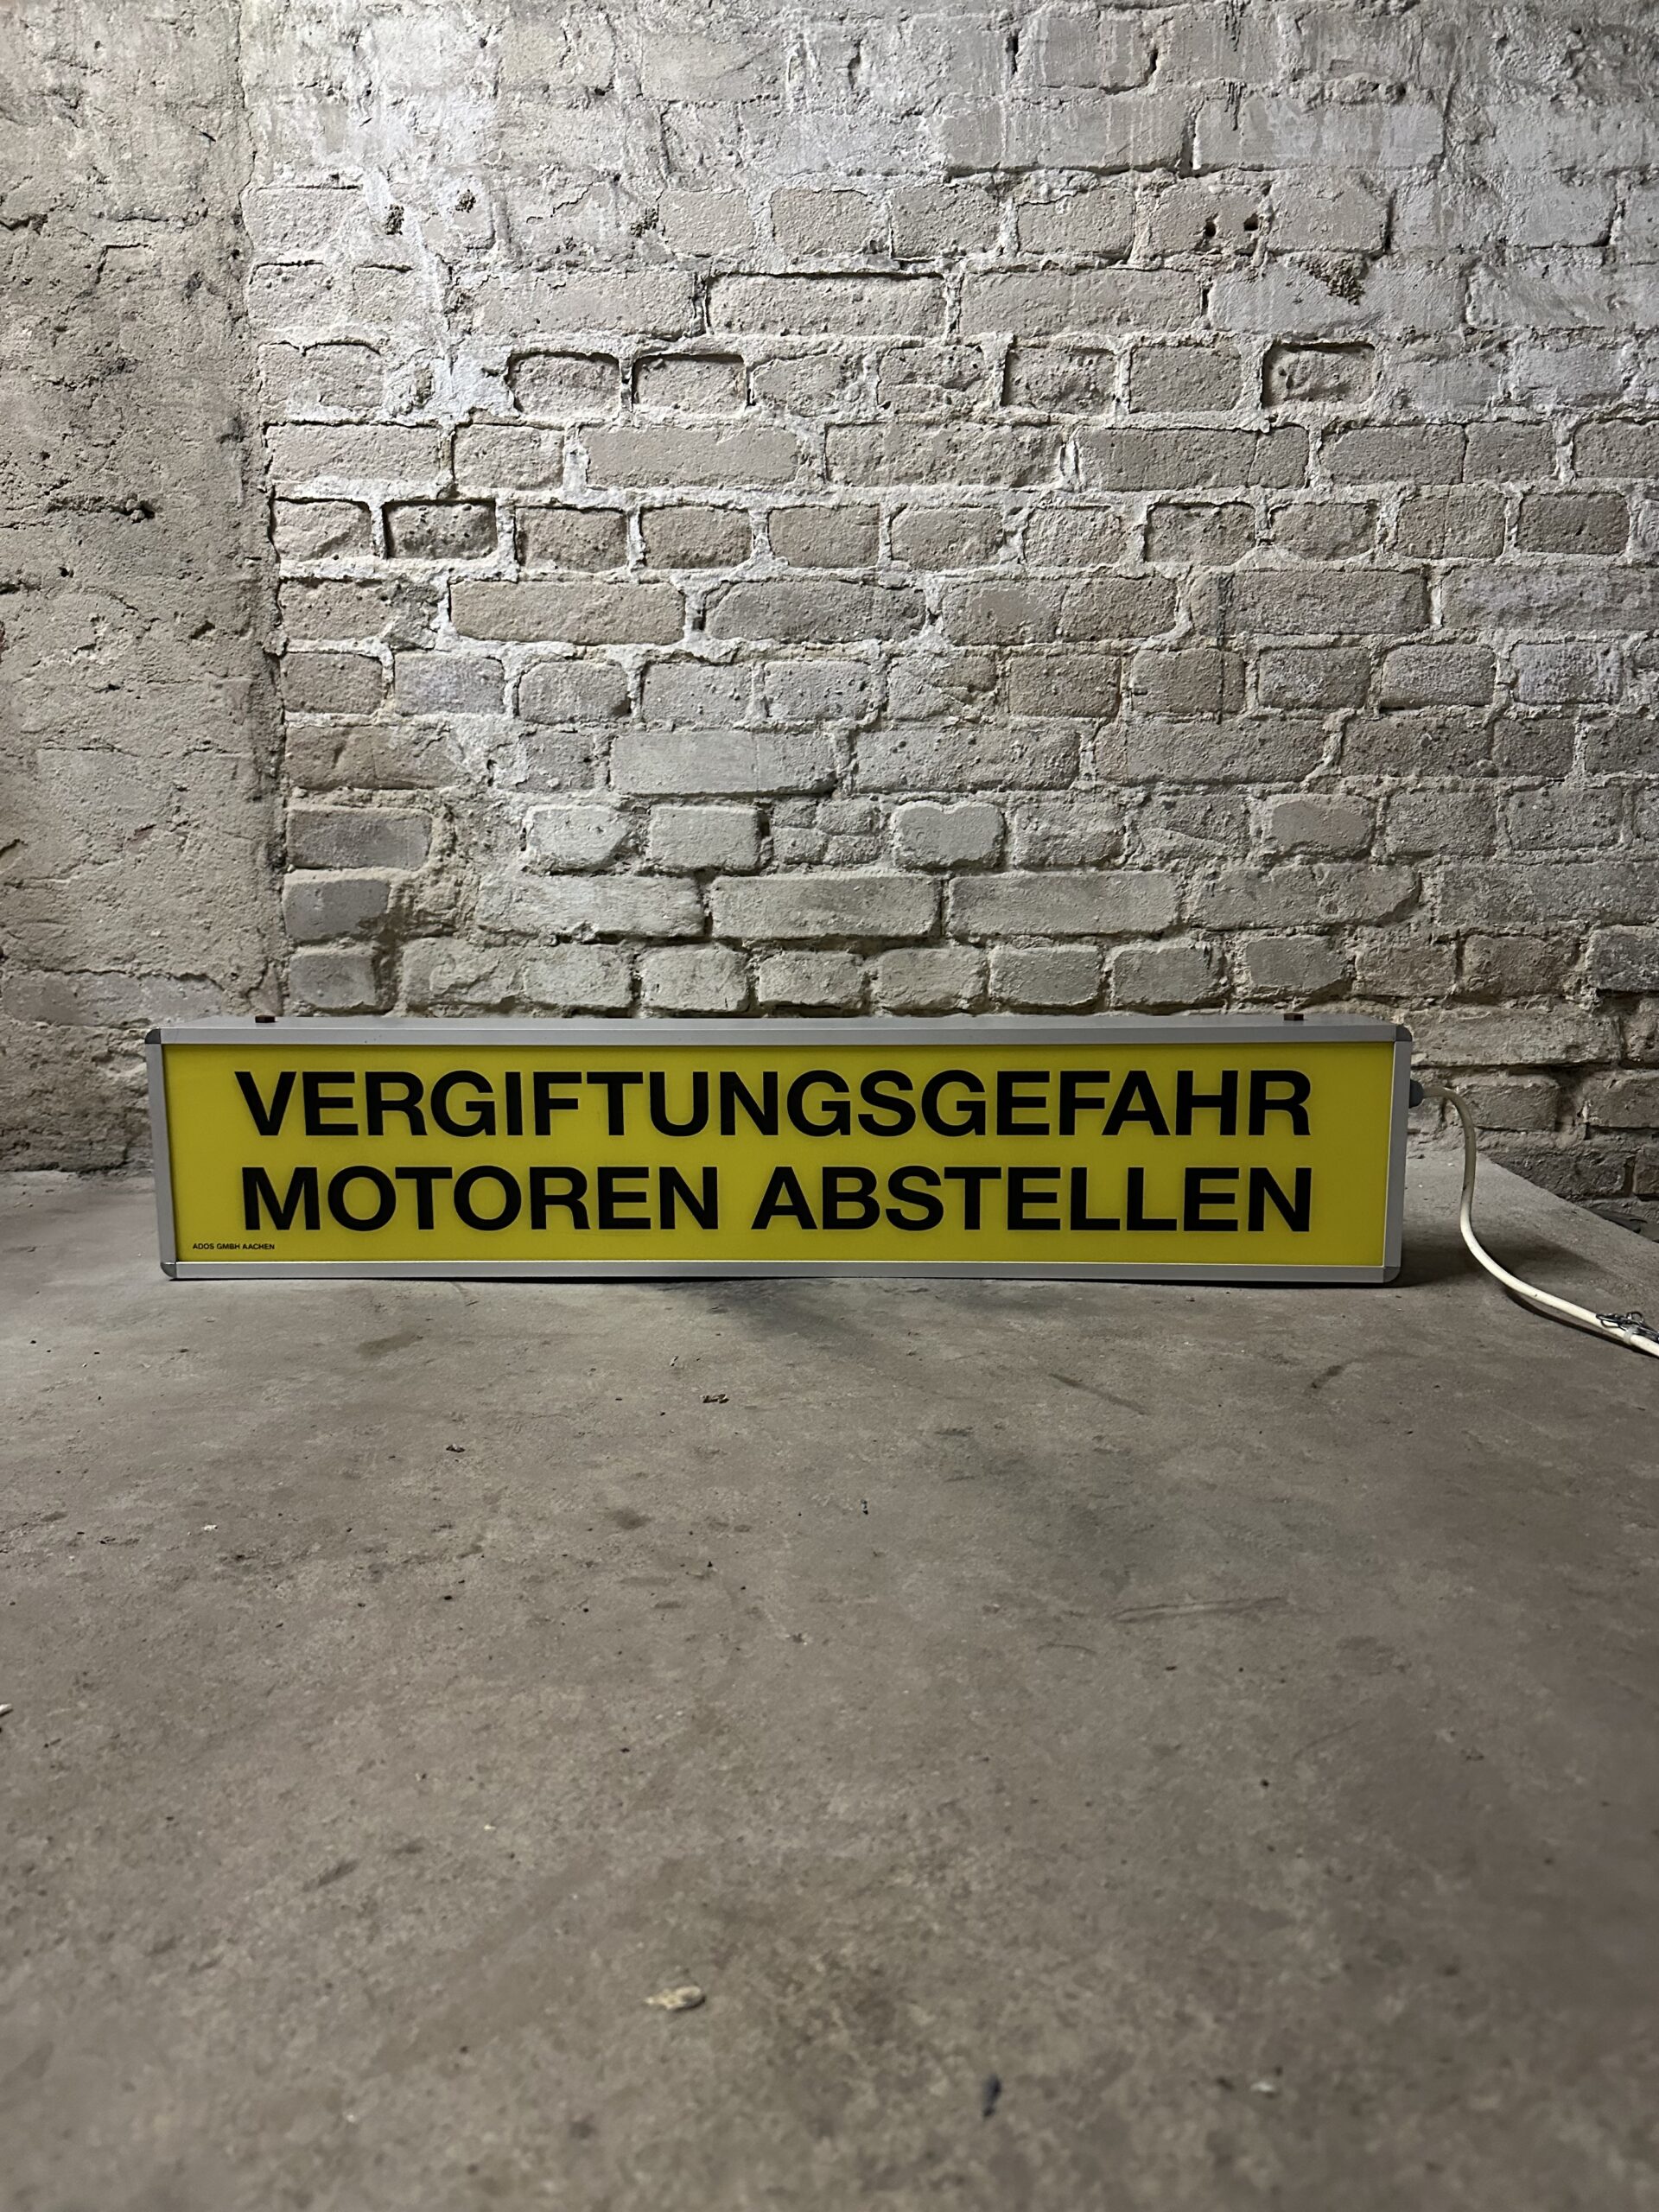 VERGIFTUNGSGEFAHR
MOTOREN ABSTELLEN
ADOS GMBH AACHEN